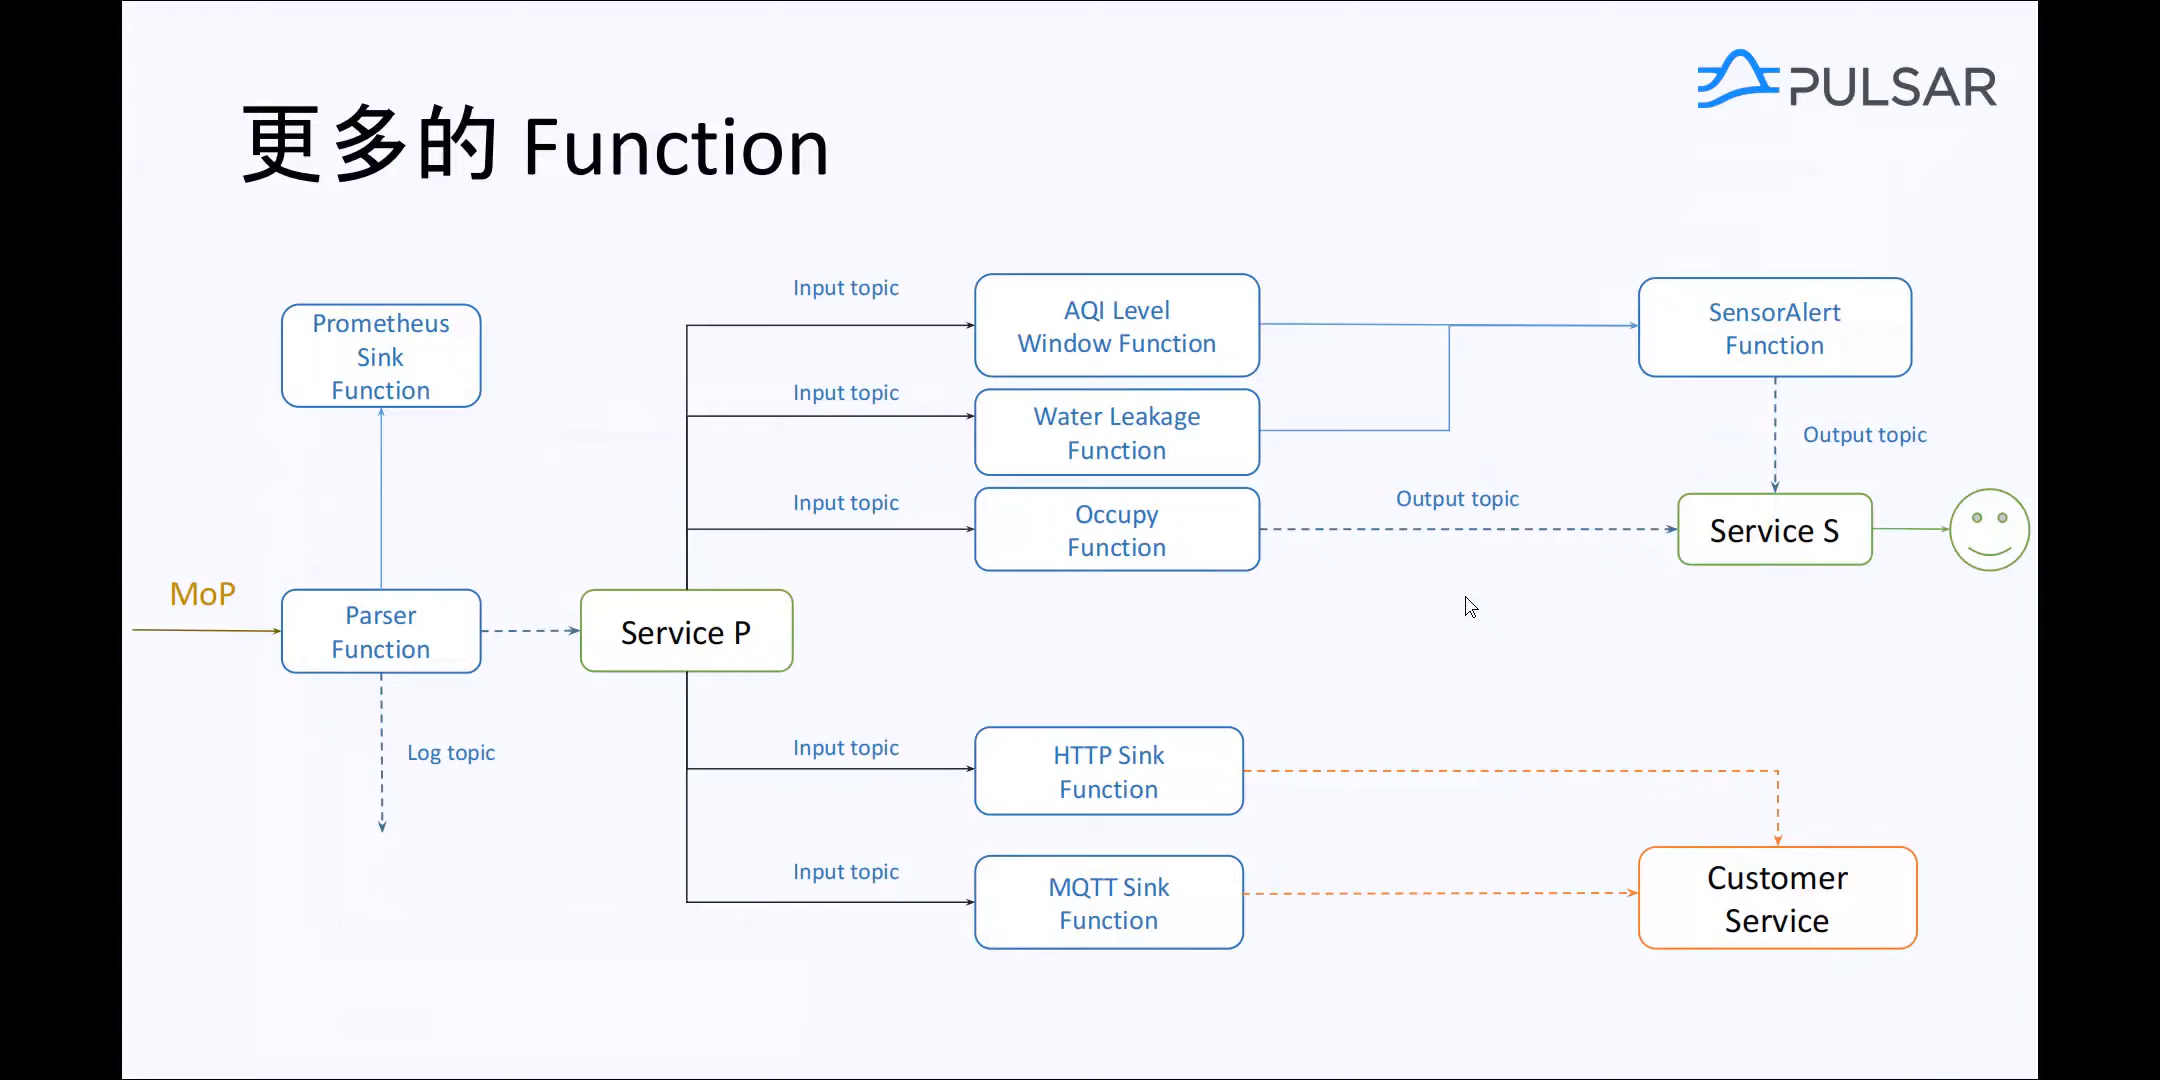 PULSAR
更多的 Function
Input topic
AQI Level
Window Function
SensorAlert
Function
Prometheus
Sink
Function
Input topic
Water Leakage
Function
Output topic
Input topic
Occupy
Function
Output topic
Service S
MoP
Parser
Function
Service P
Log topic
Input topic
HTTP Sink
Function
Input topic
MQTT Sink
Function
Customer
Service